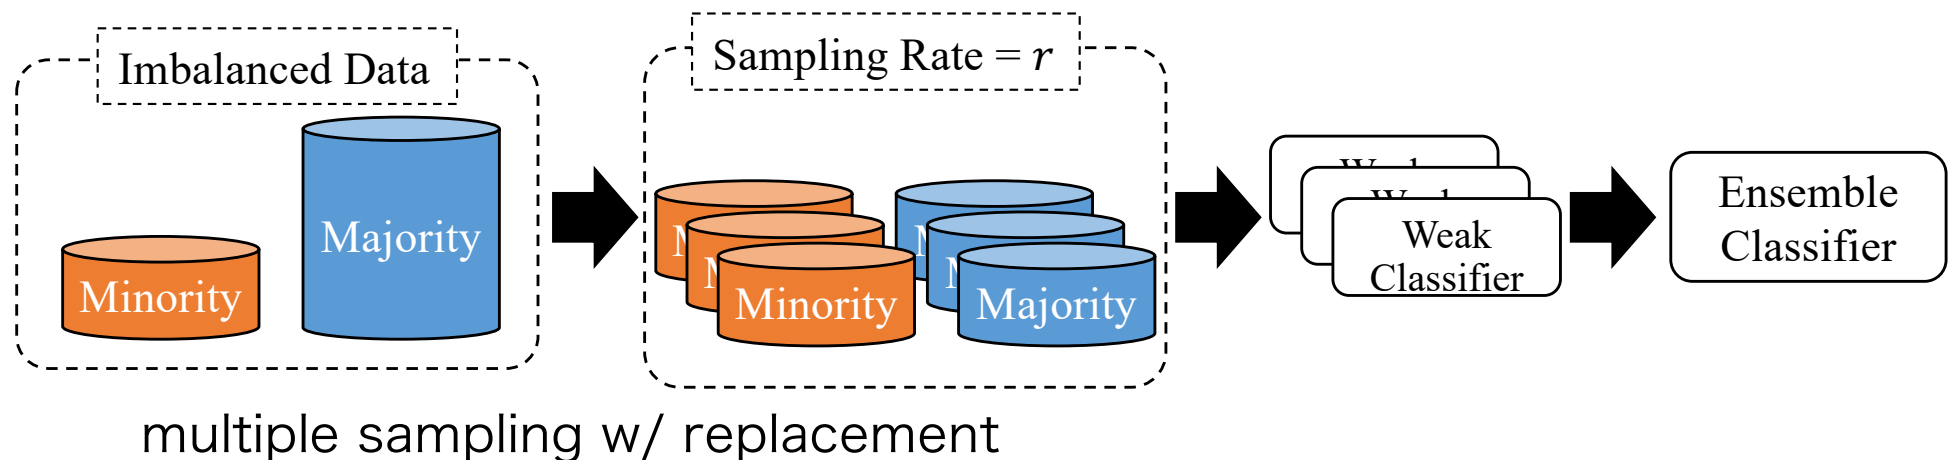 Imbalanced Data
Sampling Rate = r
Minority
Majority
Minority
Majority
Weak
Classifier
Ensemble
Classifier
multiple sampling w/ replacement